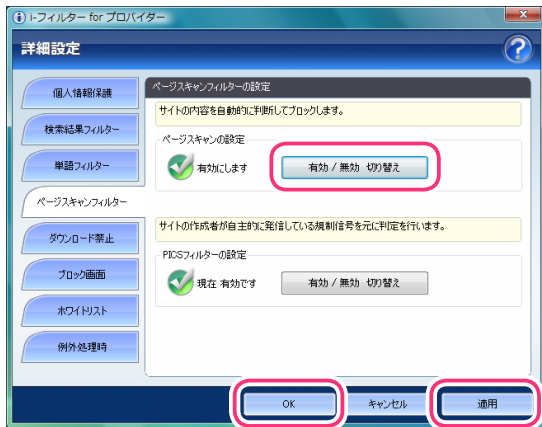 i-フィルター for プロバイダー
詳細設定
個人情報保護
検索結果フィルター
単語フィルター
ページスキャンフィルター
ダウンロード禁止
ブロック画面
ホワイトリスト
例外処理時
ページスキャンフィルターの設定
サイトの内容を自動的に判断してブロックします。
ページスキャンの設定
有効にします
有効 / 無効 切り替え
サイトの作成者が自主的に発信している規制信号を元に判定を行います。
PICSフィルターの設定
現在 有効です
有効 / 無効 切り替え
OK
キャンセル
適用